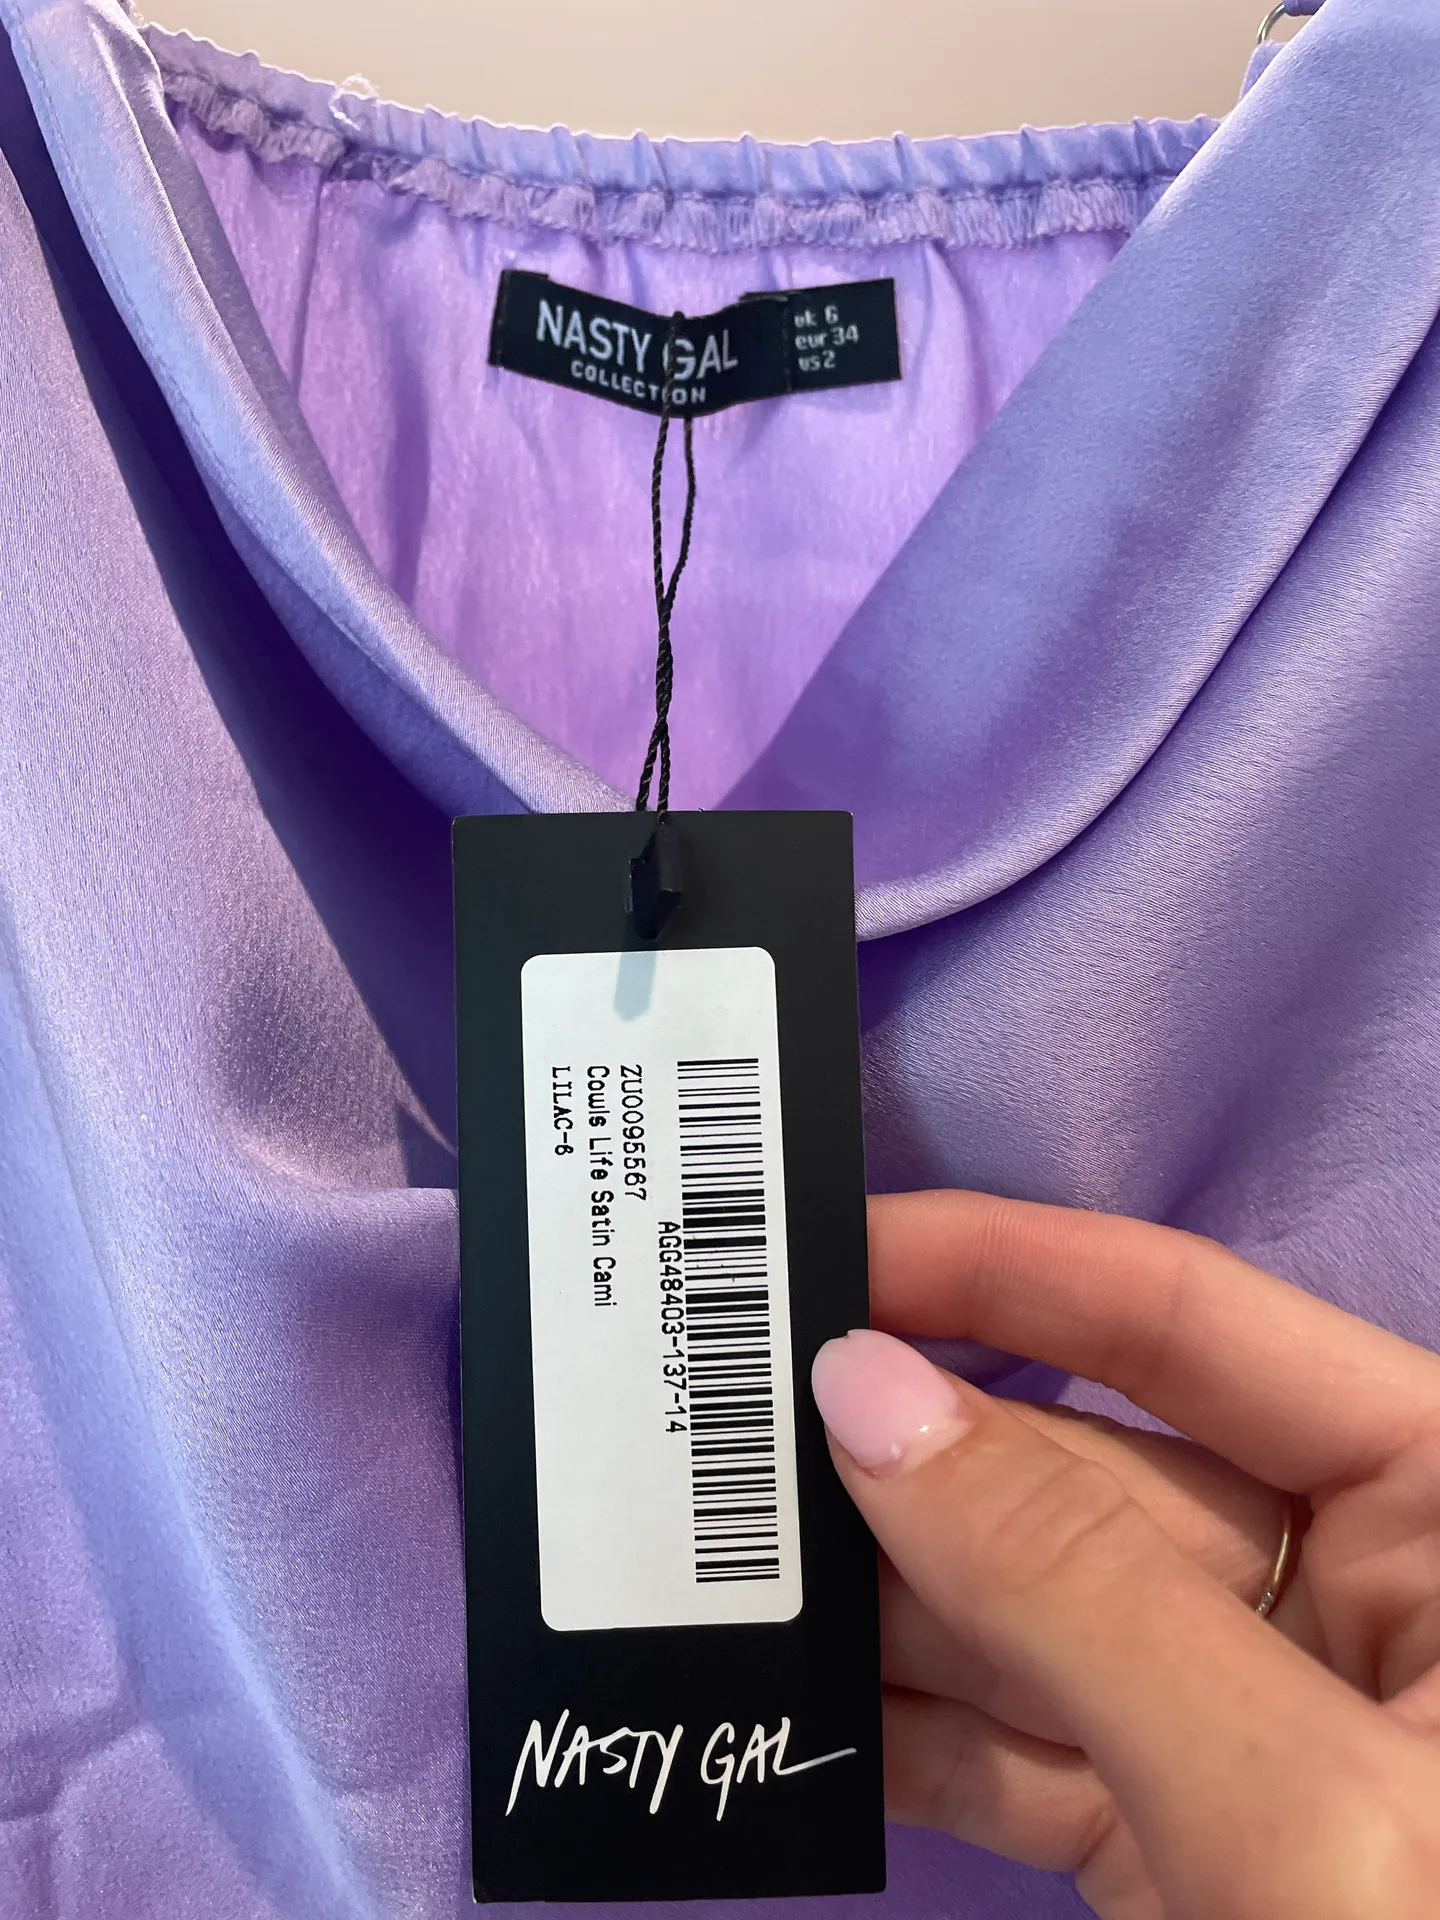 NASTY GAL
COLLECTION
uk 6
eur 34
us 2
ZU0095567
Cowls Life Satin Cami
LILAC-6
AGG48403-137-14
NASTY GAL